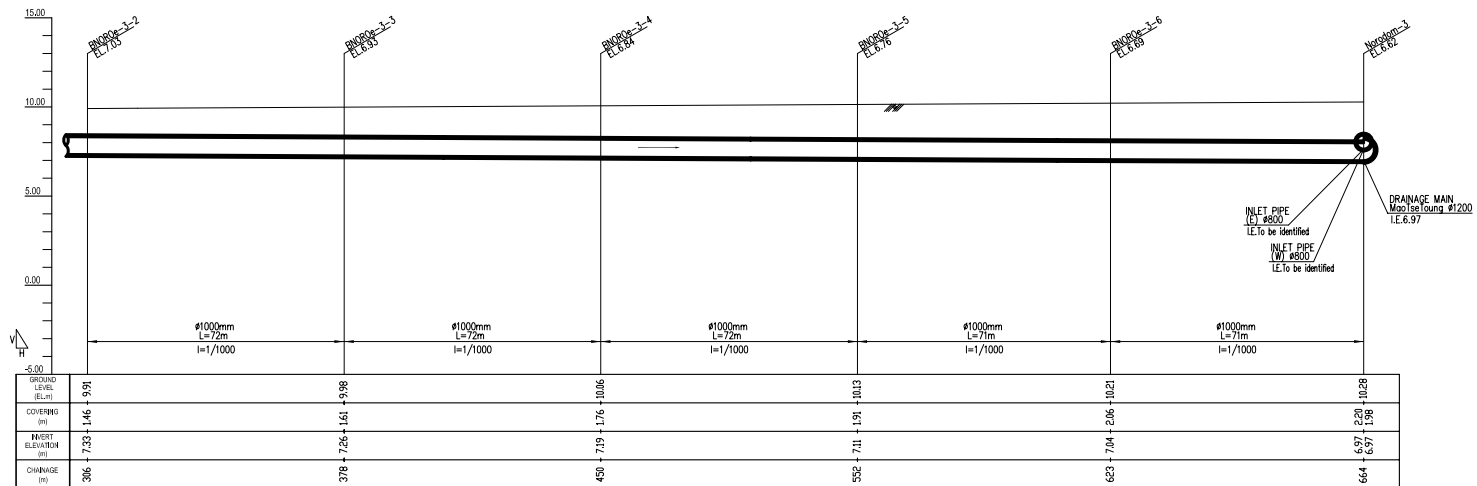 15.00
10.00
5.00
0.00
-5.00
V
H
BNOROe-3-2
EL.7.03
BNOROe-3-3
EL.6.93
BNOROe-3-4
EL.6.84
BNOROe-3-5
EL.6.76
BNOROe-3-6
EL.6.69
Norodom-3
EL.6.62
INLET PIPE
(E) ø800
I.E.To be identified
INLET PIPE
(W) ø800
I.E.To be identified
DRAINAGE MAIN
MaoTseToung ø1200
I.E.6.97
ø1000mm
L=72m
I=1/1000
ø1000mm
L=72m
I=1/1000
ø1000mm
L=72m
I=1/1000
ø1000mm
L=71m
I=1/1000
ø1000mm
L=71m
I=1/1000
GROUND
LEVEL
(EL.m)
9.91
9.98
10.06
10.13
10.21
10.28
COVERING
(m)
1.46
1.61
1.76
1.91
2.06
2.20
1.98
INVERT
ELEVATION
(m)
7.33
7.26
7.19
7.11
7.04
6.97
6.97
CHAINAGE
(m)
306
378
450
552
623
664